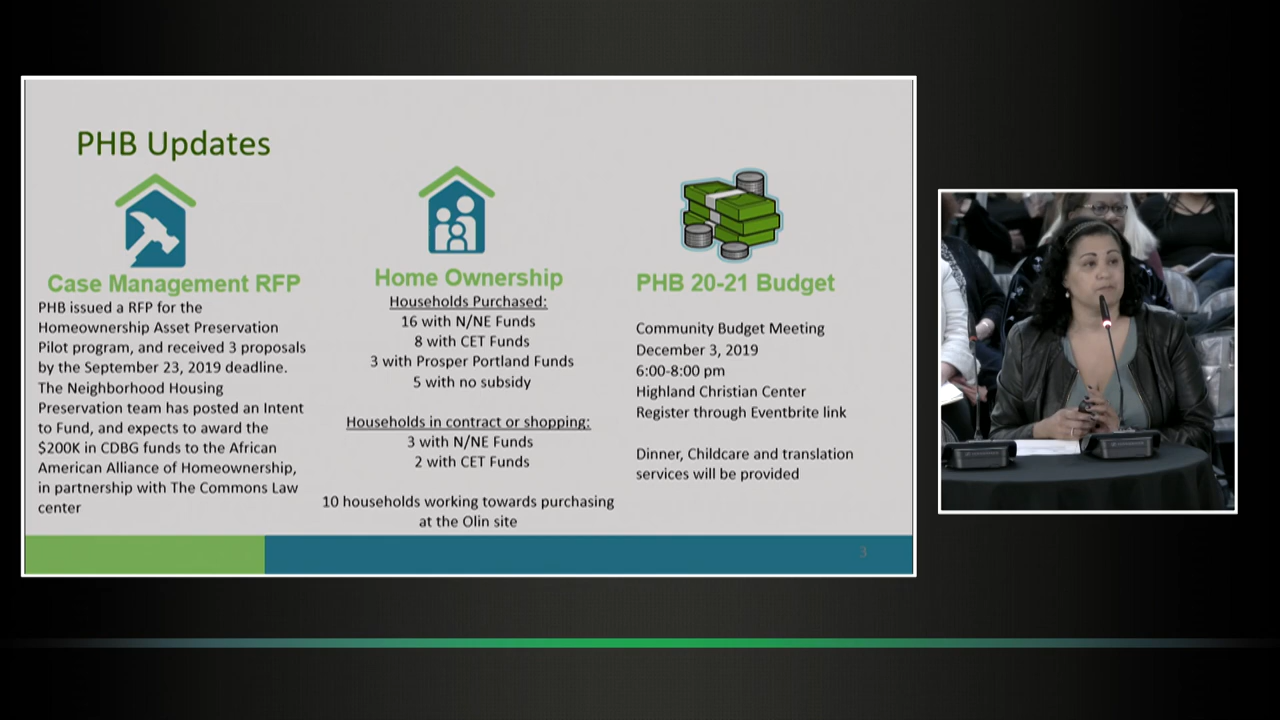 PHB Updates
Case Management RFP
PHB issued a RFP for the
Homeownership Asset Preservation
Pilot program, and received 3 proposals
by the September 23, 2019 deadline.
The Neighborhood Housing
Preservation team has posted an Intent
to Fund, and expects to award the
$200K in CDBG funds to the African
American Alliance of Homeownership,
in partnership with The Commons Law
center
Home Ownership
Households Purchased:
16 with N/NE Funds
8 with CET Funds
3 with Prosper Portland Funds
5 with no subsidy
Households in contract or shopping:
3 with N/NE Funds
2 with CET Funds
10 households working towards purchasing
at the Olin site
PHB 20-21 Budget
Community Budget Meeting
December 3, 2019
6:00-8:00 pm
Highland Christian Center
Register through Eventbrite link
Dinner, Childcare and translation
services will be provided
3